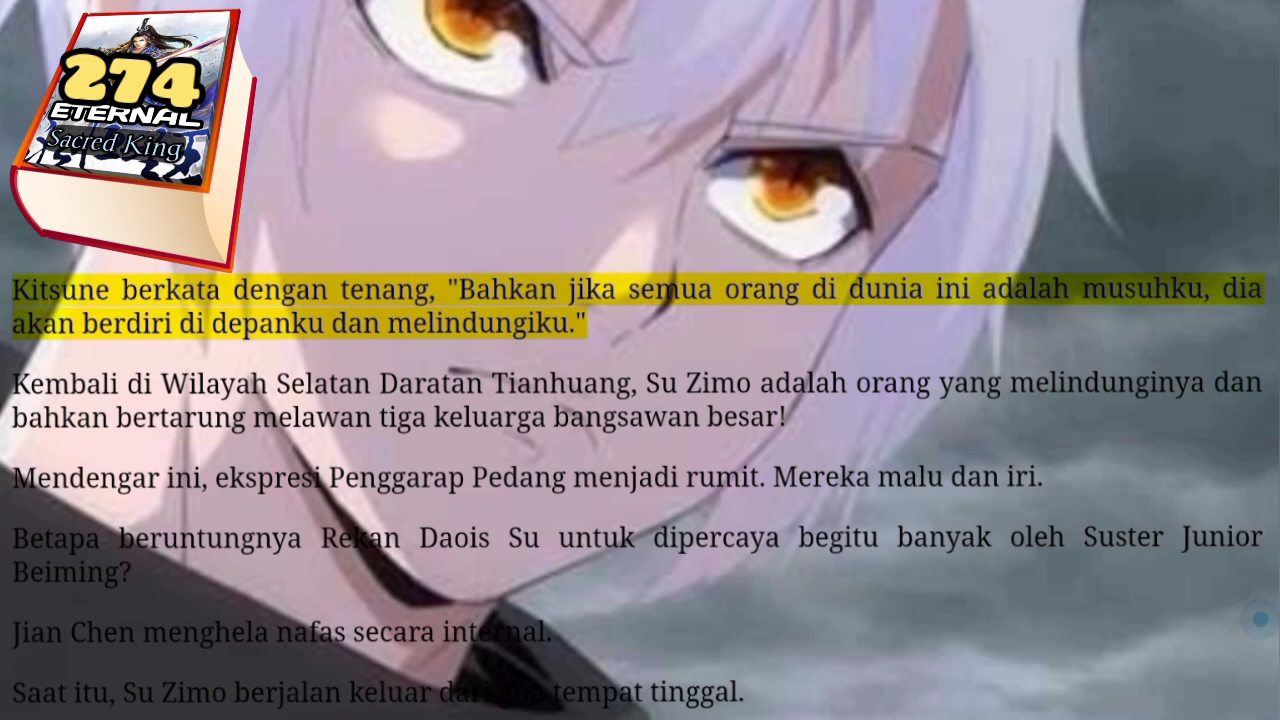 274
ETERNAL
Sacred King
Kitsune berkata dengan tenang, "Bahkan jika semua orang di dunia ini adalah musuhku, dia
akan berdiri di depanku dan melindungiku."
Kembali di Wilayah Selatan Daratan Tianhuang, Su Zimo adalah orang yang melindunginya dan
bahkan bertarung melawan tiga keluarga bangsawan besar!
Mendengar ini, ekspresi Penggarap Pedang menjadi rumit. Mereka malu dan iri.
Betapa beruntungnya Rekan Daois Su untuk dipercaya begitu banyak oleh Suster Junior
Beiming?
Jian Chen menghela nafas secara internal.
Saat itu, Su Zimo berjalan keluar dari gua tempat tinggal.